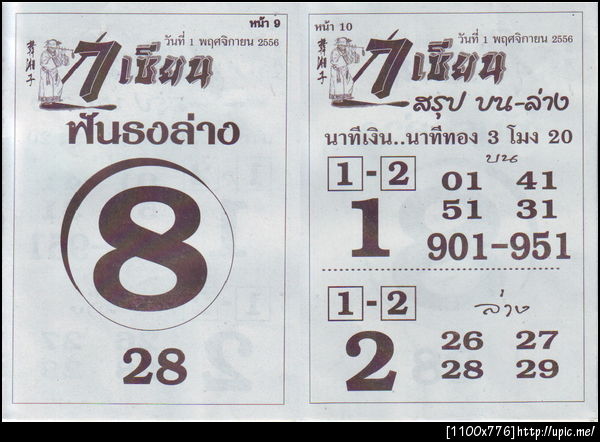 หน้า 9
วันที่ 1 พฤศจิกายน 2556
7 เซียน
ฟันธงล่าง
8
28
หน้า 10
วันที่ 1 พฤศจิกายน 2556
7 เซียน
สรุป บน-ล่าง
นาทีเงิน..นาทีทอง 3 โมง 20
บน
1 - 2
01 41
51 31
1
901-951
1 - 2
ล่าง
2
26 27
28 29
[1100x776]http://upic.me/